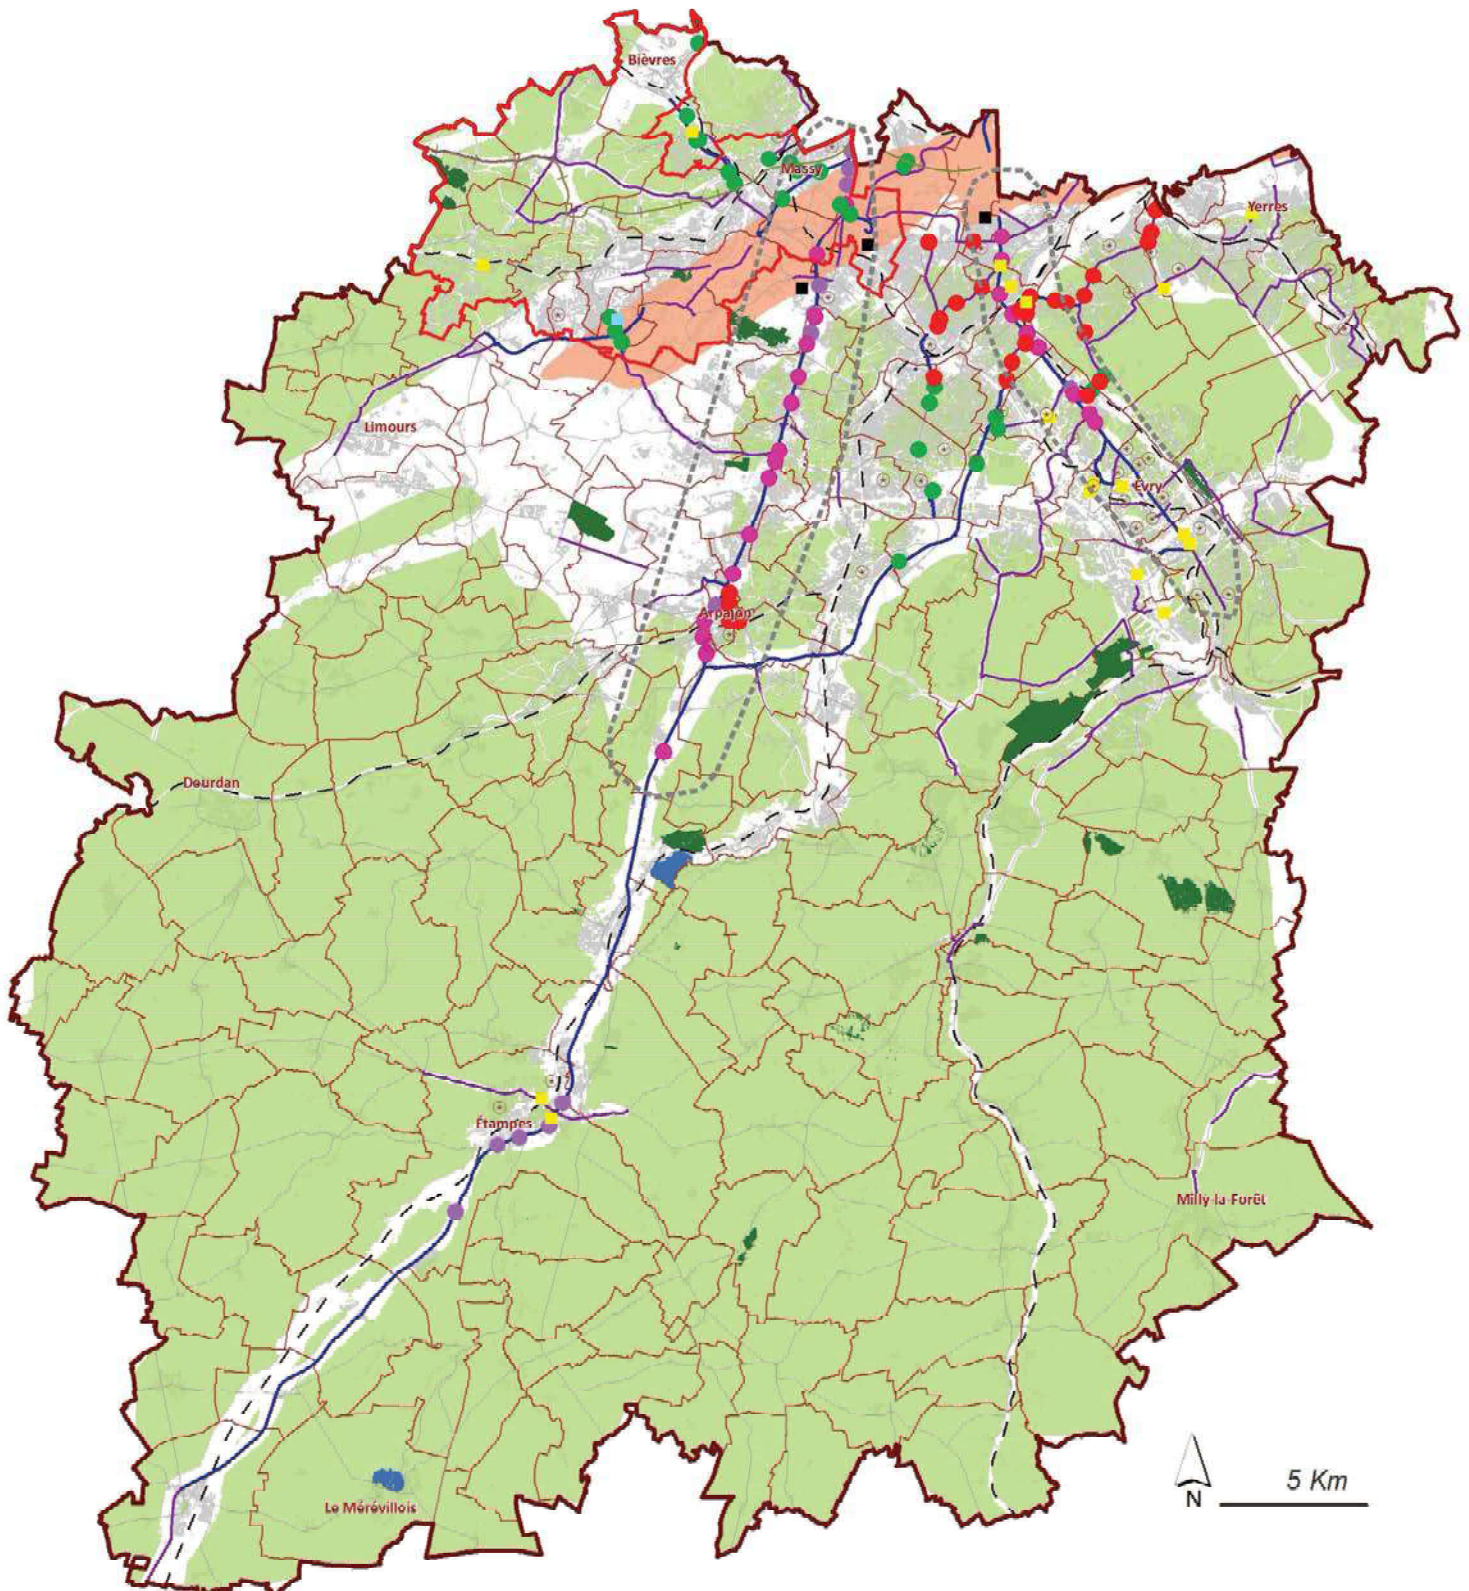 Bièvres
Massy
Yerres
Limours
Évry
Arpajon
Dourdan
Étampes
Milly-la-Forêt
5 Km
N
Le Mérévillois